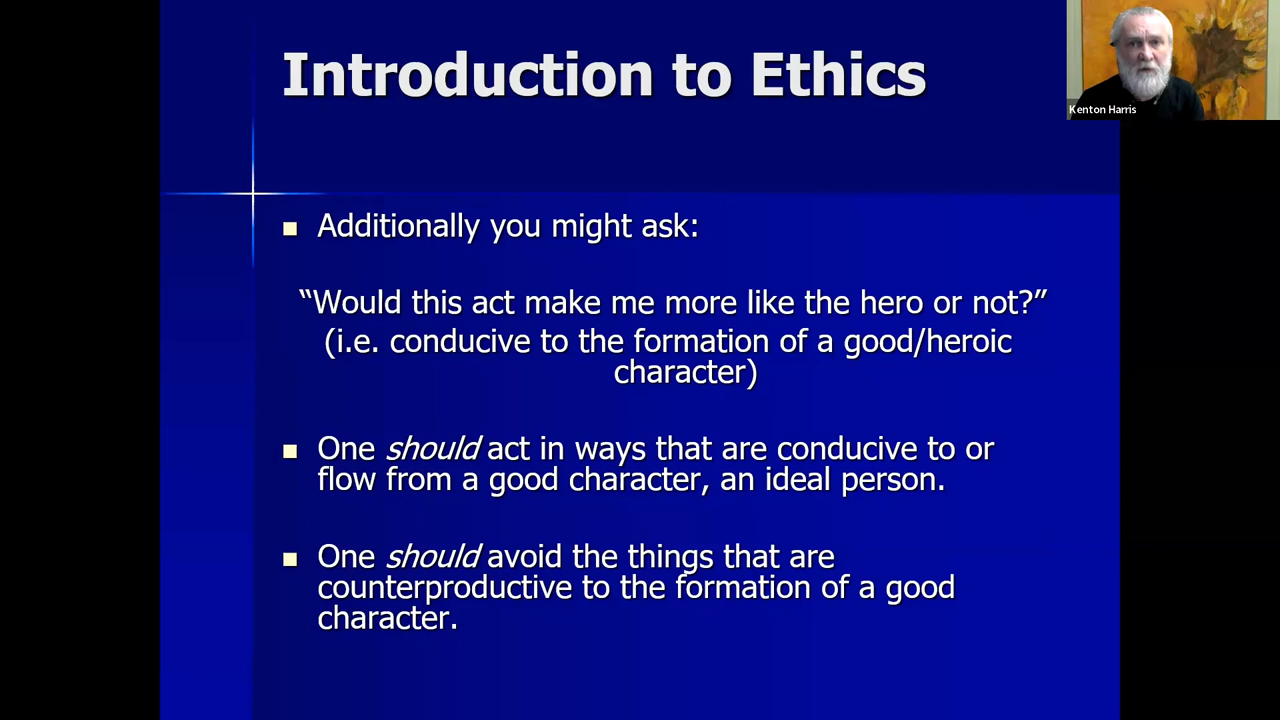 Introduction to Ethics
Kenton Harris
Additionally you might ask:
“Would this act make me more like the hero or not?”
(i.e. conducive to the formation of a good/heroic
character)
One should act in ways that are conducive to or
flow from a good character, an ideal person.
One should avoid the things that are
counterproductive to the formation of a good
character.